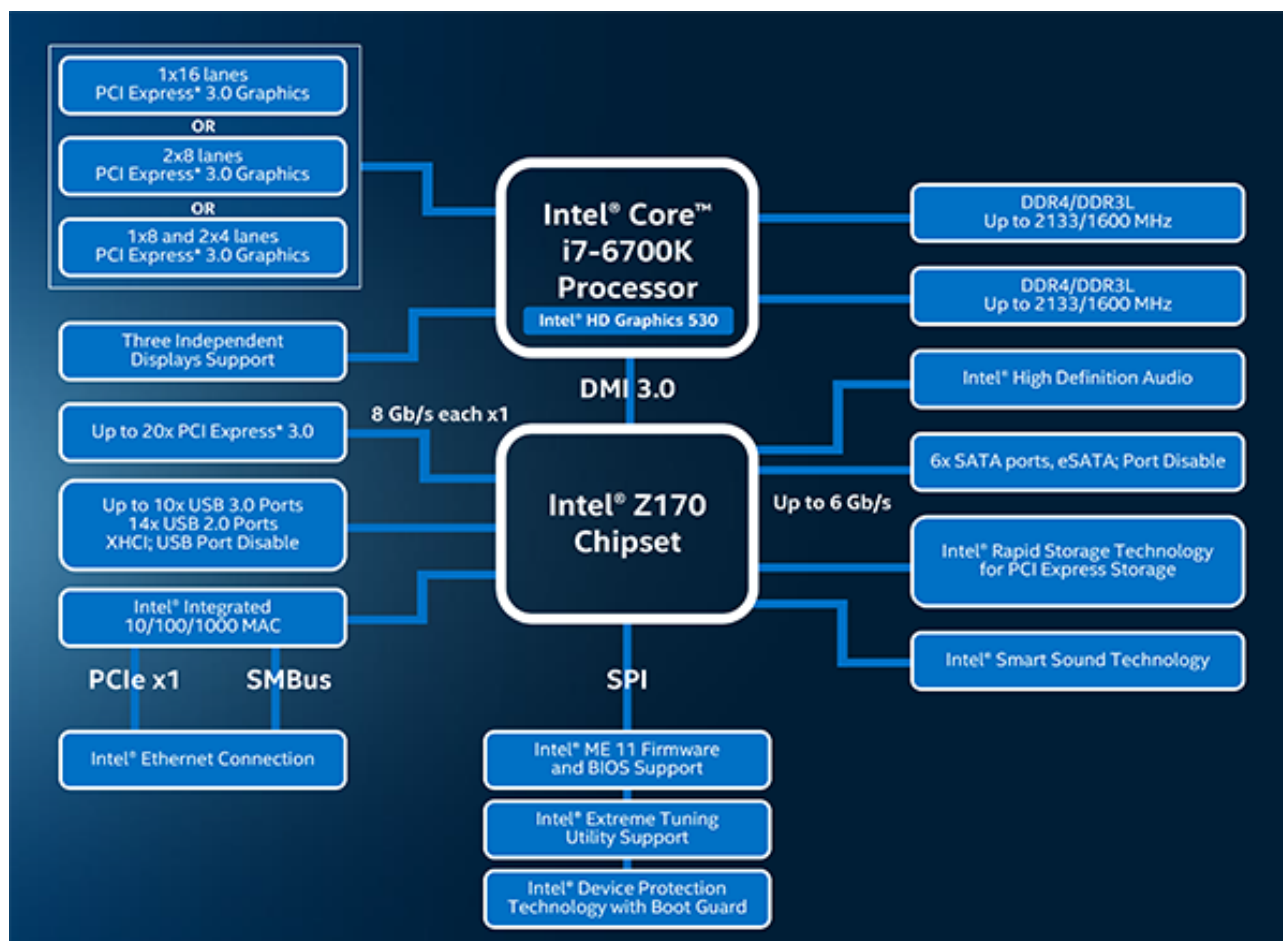 1x16 lanes
PCI Express* 3.0 Graphics
OR
2x8 lanes
PCI Express* 3.0 Graphics
OR
1x8 and 2x4 lanes
PCI Express* 3.0 Graphics
Three Independent
Displays Support
Up to 20x PCI Express* 3.0
8 Gb/s each x1
Up to 10x USB 3.0 Ports
14x USB 2.0 Ports
XHCI; USB Port Disable
Intel® Integrated
10/100/1000 MAC
PCIe x1
SMBus
Intel® Ethernet Connection
Intel® Core™
i7-6700K
Processor
Intel® HD Graphics 530
DMI 3.0
Intel® Z170
Chipset
SPI
Intel® ME 11 Firmware
and BIOS Support
Intel® Extreme Tuning
Utility Support
Intel® Device Protection
Technology with Boot Guard
DDR4/DDR3L
Up to 2133/1600 MHz
DDR4/DDR3L
Up to 2133/1600 MHz
Intel® High Definition Audio
6x SATA ports, eSATA; Port Disable
Up to 6 Gb/s
Intel® Rapid Storage Technology
for PCI Express Storage
Intel® Smart Sound Technology